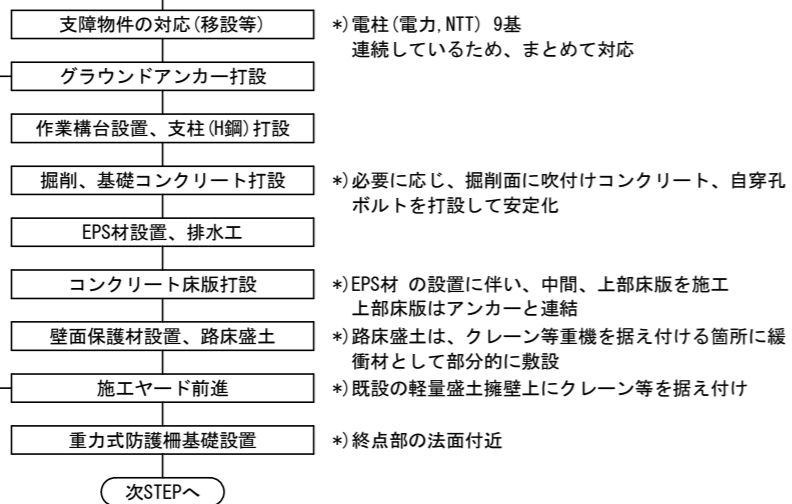 支障物件の対応(移設等)
*)電柱(電力,NTT) 9基
連続しているため、まとめて対応
グラウンドアンカー打設
作業構台設置、支柱(H鋼)打設
掘削、基礎コンクリート打設
*)必要に応じ、掘削面に吹付けコンクリート、自穿孔
ボルトを打設して安定化
EPS材設置、排水工
コンクリート床版打設
*)EPS材 の設置に伴い、中間、上部床版を施工
上部床版はアンカーと連結
壁面保護材設置、路床盛土
*)路床盛土は、クレーン等重機を据え付ける箇所に緩
衝材として部分的に敷設
施工ヤード前進
*)既設の軽量盛土擁壁上にクレーン等を据え付け
重力式防護柵基礎設置
*)終点部の法面付近
次STEPへ